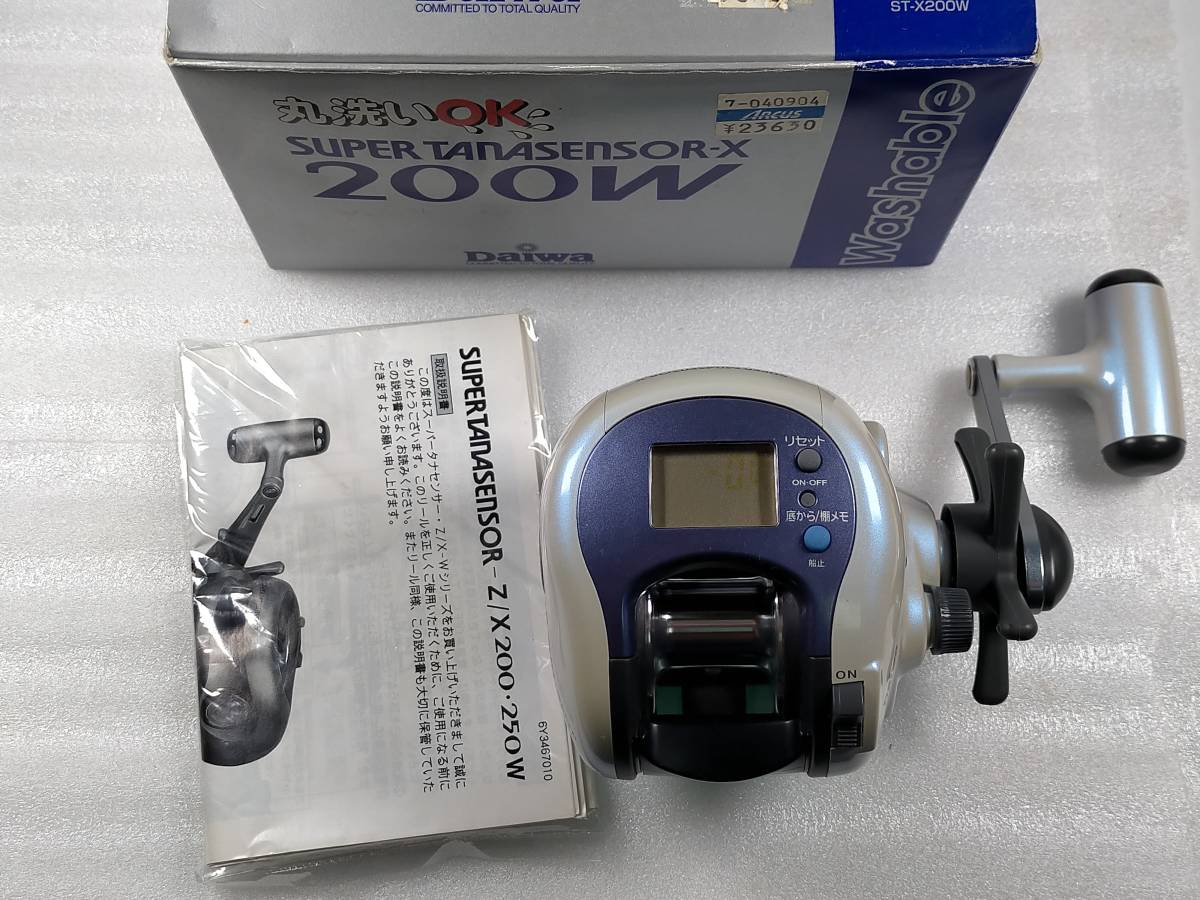 COMMITTED TO TOTAL QUALITY
ST-X200W
丸洗いOK
7-040904
Arcus
¥23630
SUPER TANASENSOR-X
200W
Daiwa
Washable
SUPERTANASENSOR-Z/X200・250W
取扱説明書
この度はスーパータナセンサー・Z/X-Wシリーズをお買い上げいただきまして誠に
ありがとうございます。このリールを正しくご使用いただくために、ご使用になる前に
この説明書をよくお読みください。またリール同様、この説明書も大切に保管していた
だきますようお願い申し上げます。
6Y3467010
リセット
ON・OFF
底から/棚メモ
船止
ON